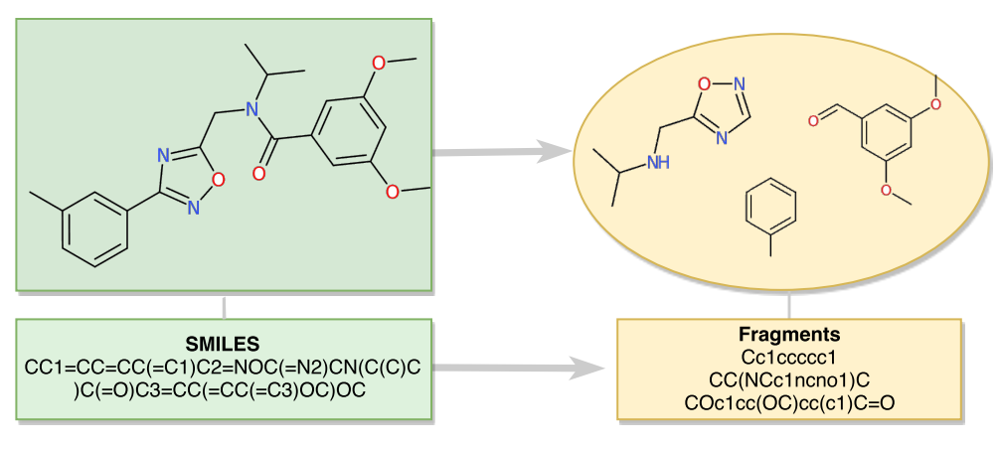 O
N
O
N
O
N
O
O
N
O
N
N
NH
O
O
O
SMILES
CC1=CC=CC(=C1)C2=NOC(=N2)CN(C(C)C
)C(=O)C3=CC(=CC(=C3)OC)OC
Fragments
Cc1ccccc1
CC(NCc1ncno1)C
COc1cc(OC)cc(c1)C=O